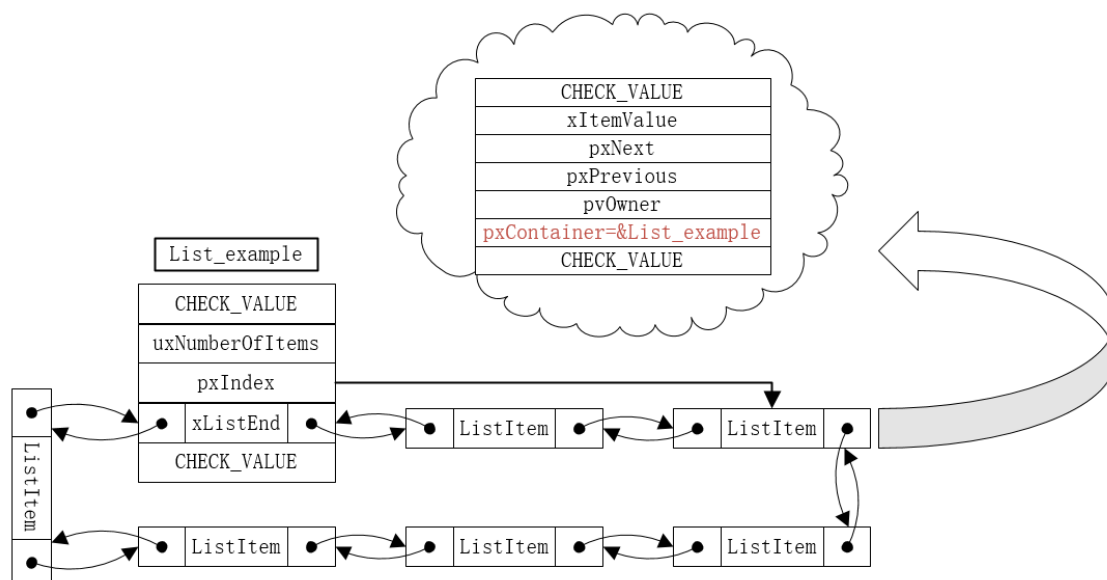 CHECK_VALUE
xItemValue
pxNext
pxPrevious
pvOwner
pxContainer=&List_example
CHECK_VALUE
List_example
CHECK_VALUE
uxNumberOfItems
pxIndex
xListEnd
ListItem
ListItem
CHECK_VALUE
ListItem
ListItem
ListItem
ListItem